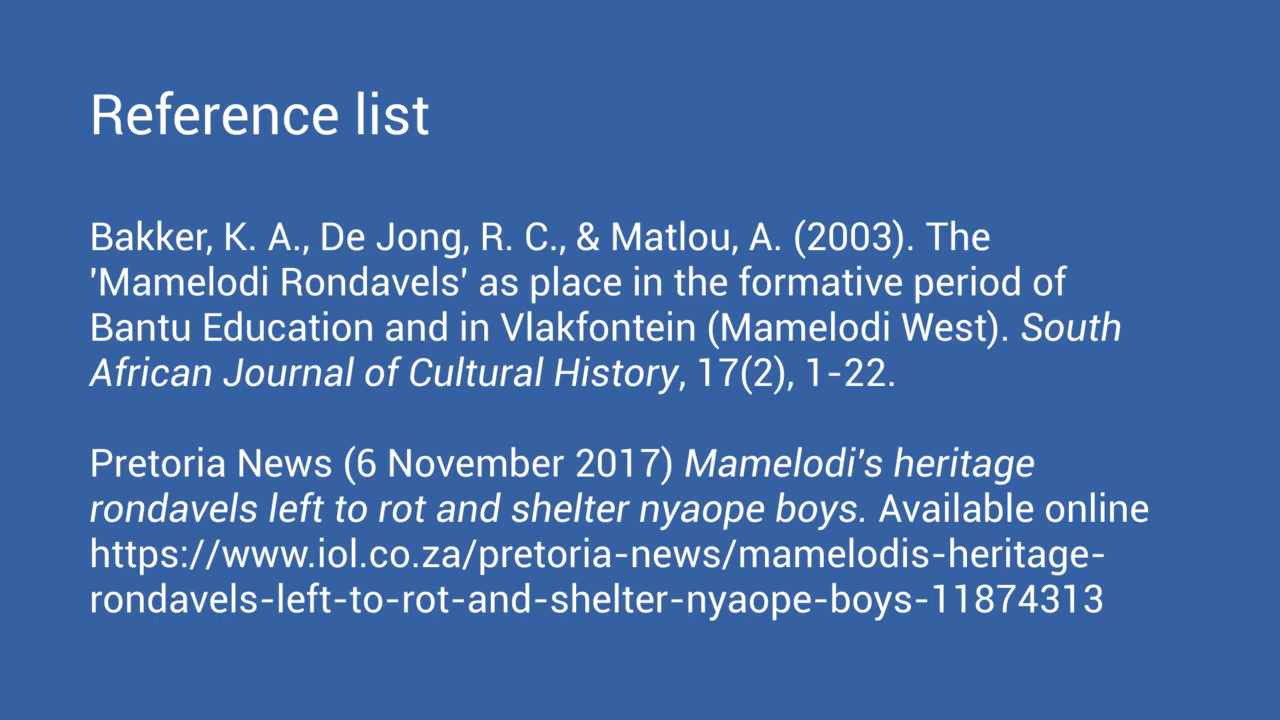 Reference list
Bakker, K. A., De Jong, R. C., & Matlou, A. (2003). The
'Mamelodi Rondavels' as place in the formative period of
Bantu Education and in Vlakfontein (Mamelodi West). South
African Journal of Cultural History, 17(2), 1-22.
Pretoria News (6 November 2017) Mamelodi's heritage
rondavels left to rot and shelter nyaope boys. Available online
https://www.iol.co.za/pretoria-news/mamelodis-heritage-
rondavels-left-to-rot-and-shelter-nyaope-boys-11874313